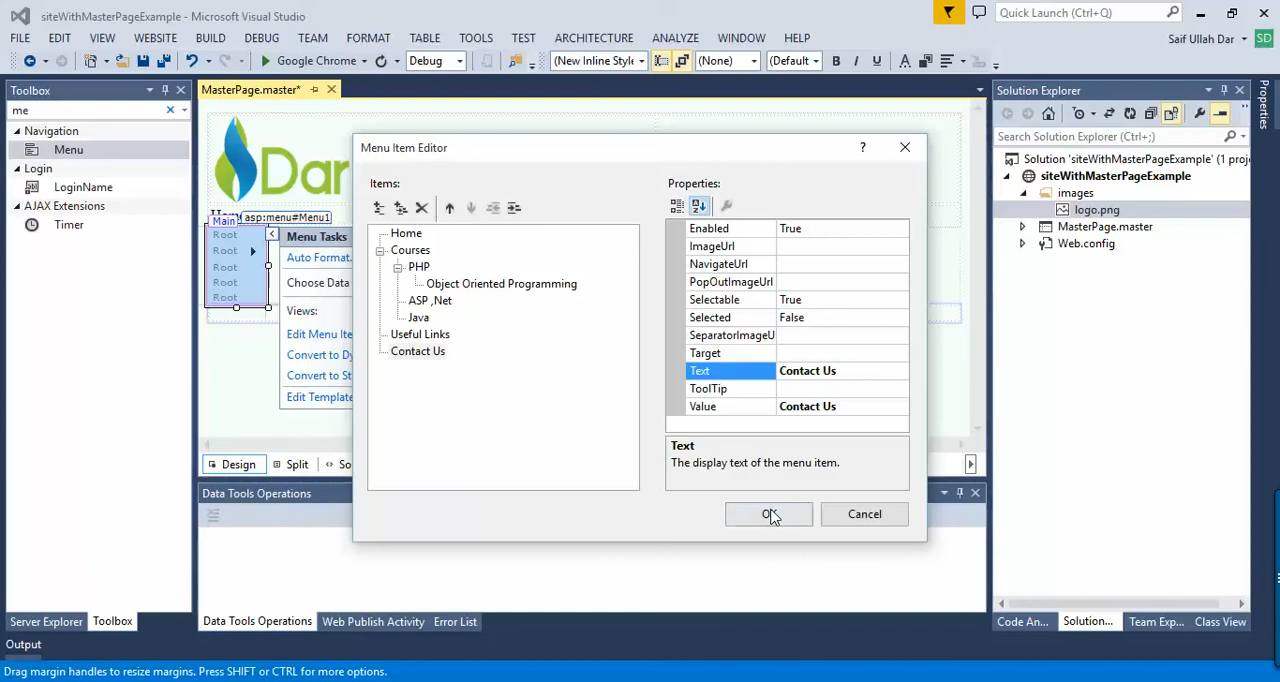 siteWithMasterPageExample - Microsoft Visual Studio
Quick Launch (Ctrl+Q)
FILE EDIT VIEW WEBSITE BUILD DEBUG TEAM FORMAT TABLE TOOLS TEST ARCHITECTURE ANALYZE WINDOW HELP
Saif Ullah Dar SD
Google Chrome Debug (New Inline Style (None) (Default
Toolbox
MasterPage.master*
Solution Explorer
Properties
me
Search Solution Explorer (Ctrl+;)
Navigation
Menu
Login
LoginName
AJAX Extensions
Timer
Dar
Main asp:menu#Menu1
Root
Root
Root
Root
Root
Menu Tasks
Auto Format.
Choose Data
Views:
Edit Menu Ite
Convert to Dy
Convert to St
Edit Template
Menu Item Editor
?
Items:
Home
Courses
PHP
Object Oriented Programming
ASP ,Net
Java
Useful Links
Contact Us
Properties:
Enabled True
ImageUrl
NavigateUrl
PopOutImageUrl
Selectable True
Selected False
SeparatorImageU
Target
Text Contact Us
ToolTip
Value Contact Us
Text
The display text of the menu item.
OK Cancel
Solution 'siteWithMasterPageExample' (1 proj
siteWithMasterPageExample
images
logo.png
MasterPage.master
Web.config
Design Split So
Data Tools Operations
Server Explorer Toolbox
Data Tools Operations Web Publish Activity Error List
Code An... Solution... Team Exp... Class View
Output
Drag margin handles to resize margins. Press SHIFT or CTRL for more options.